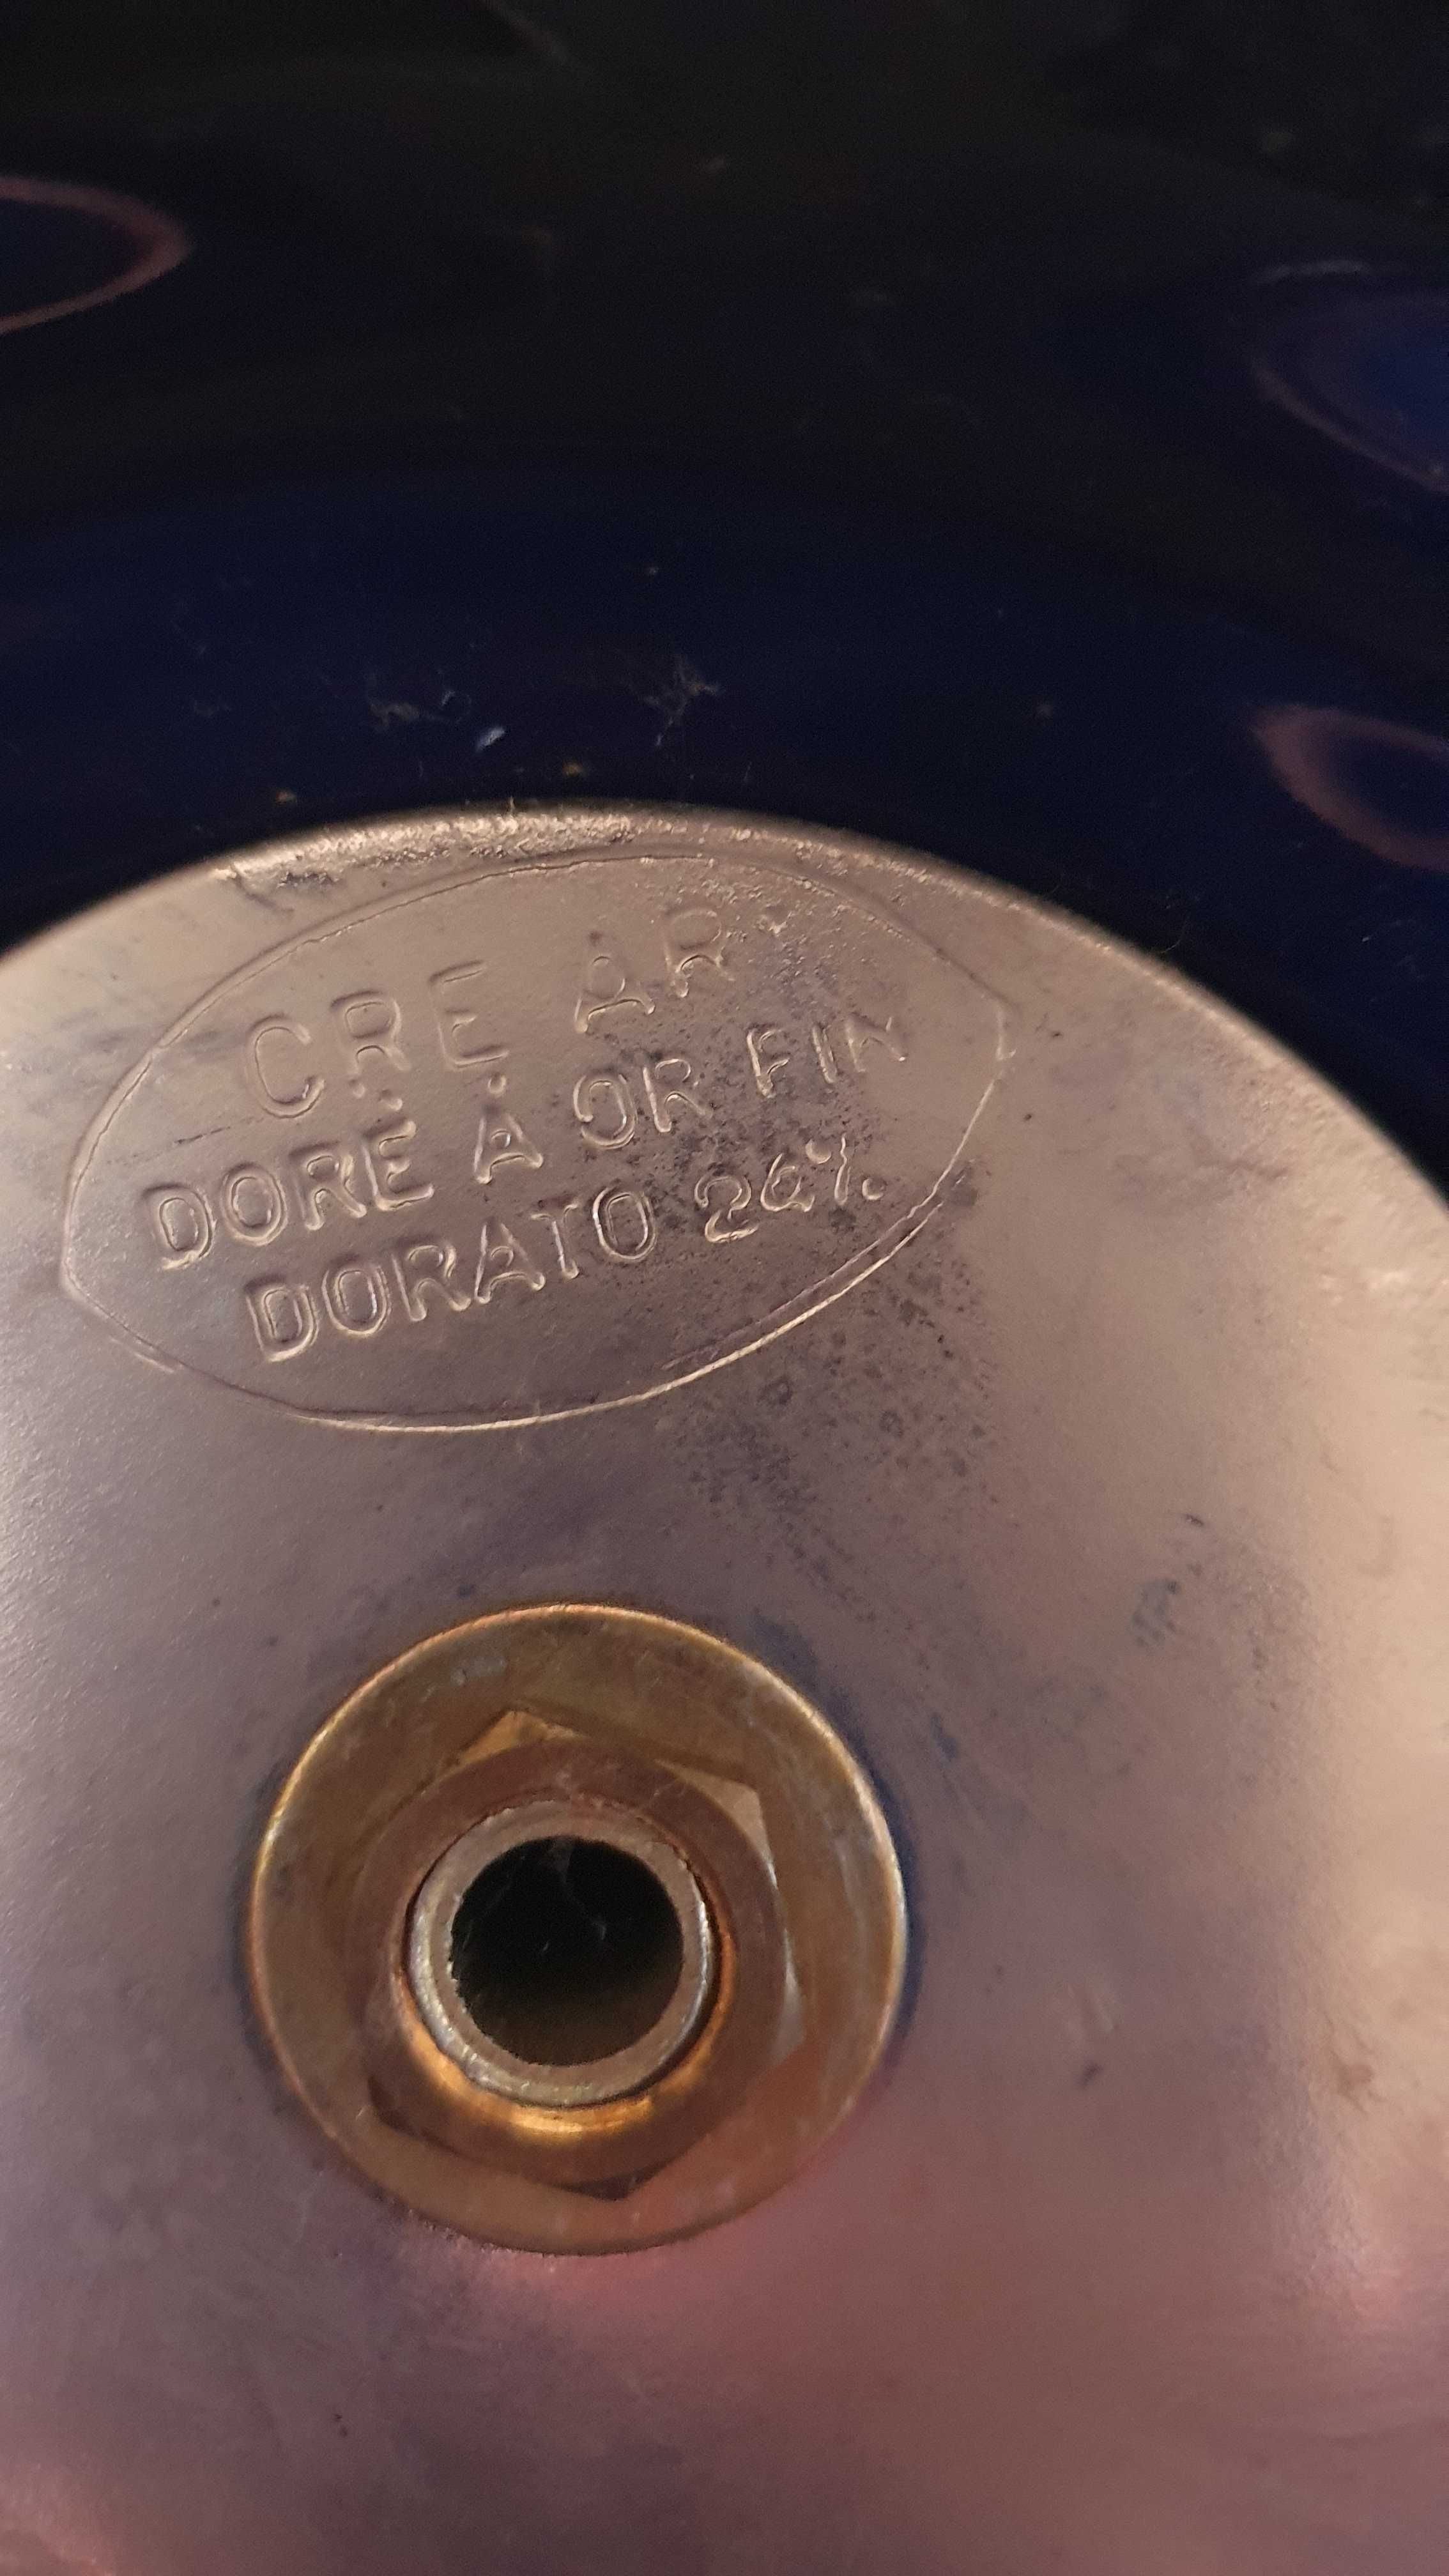 CRE AR
DORÉ A OR FIN
DORATO 24%